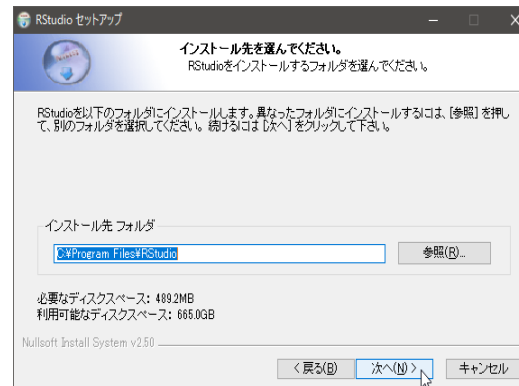 RStudio セットアップ
インストール先を選んでください。
RStudioをインストールするフォルダを選んでください。
RStudioを以下のフォルダにインストールします。異なったフォルダにインストールするには、[参照] を押し
て、別のフォルダを選択してください。 続けるには [次へ] をクリックして下さい。
インストール先 フォルダ
C:¥Program Files¥RStudio
参照(R)...
必要なディスクスペース: 489.2MB
利用可能なディスクスペース: 665.0GB
Nullsoft Install System v2.50
< 戻る(B)
次へ(N) >
キャンセル